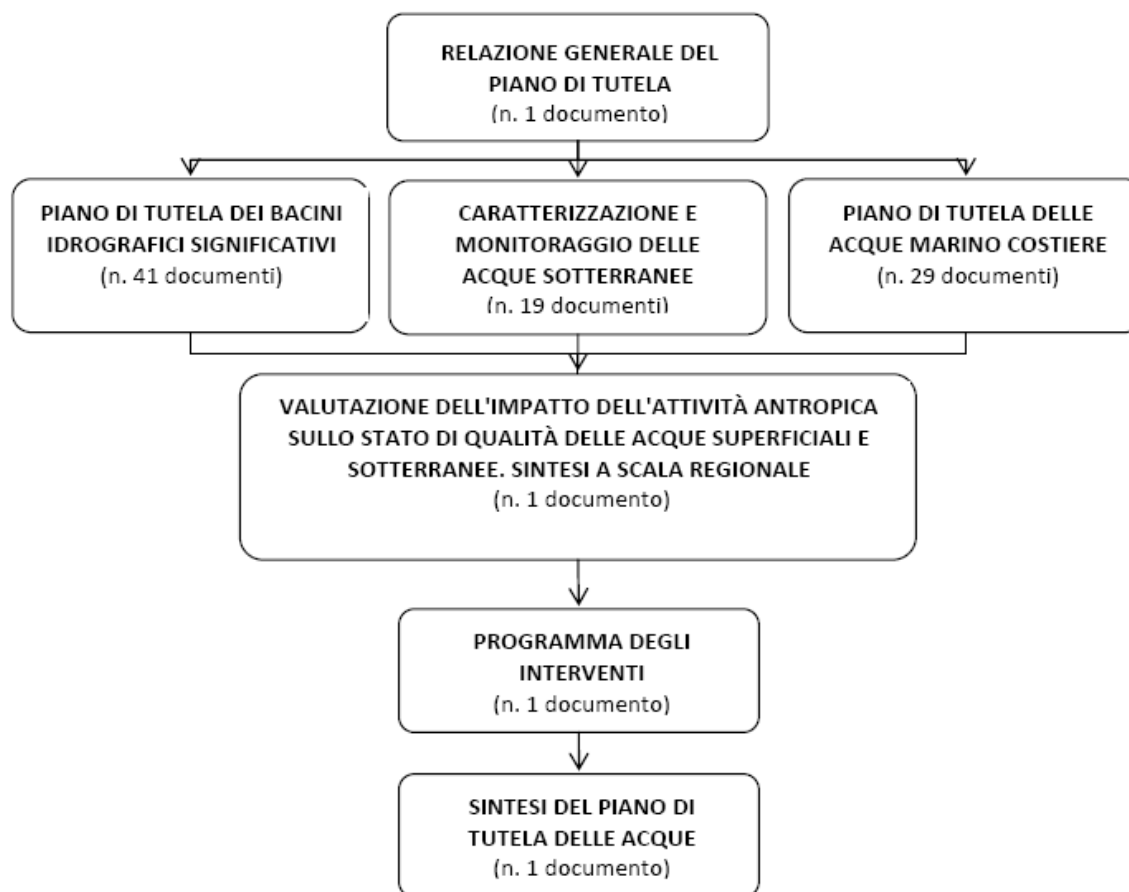 RELAZIONE GENERALE DEL
PIANO DI TUTELA
(n. 1 documento)
PIANO DI TUTELA DEI BACINI
IDROGRAFICI SIGNIFICATIVI
(n. 41 documenti)
CARATTERIZZAZIONE E
MONITORAGGIO DELLE
ACQUE SOTTERRANEE
(n. 19 documenti)
PIANO DI TUTELA DELLE
ACQUE MARINO COSTIERE
(n. 29 documenti)
VALUTAZIONE DELL'IMPATTO DELL'ATTIVITÀ ANTROPICA
SULLO STATO DI QUALITÀ DELLE ACQUE SUPERFICIALI E
SOTTERRANEE. SINTESI A SCALA REGIONALE
(n. 1 documento)
PROGRAMMA DEGLI
INTERVENTI
(n. 1 documento)
SINTESI DEL PIANO DI
TUTELA DELLE ACQUE
(n. 1 documento)